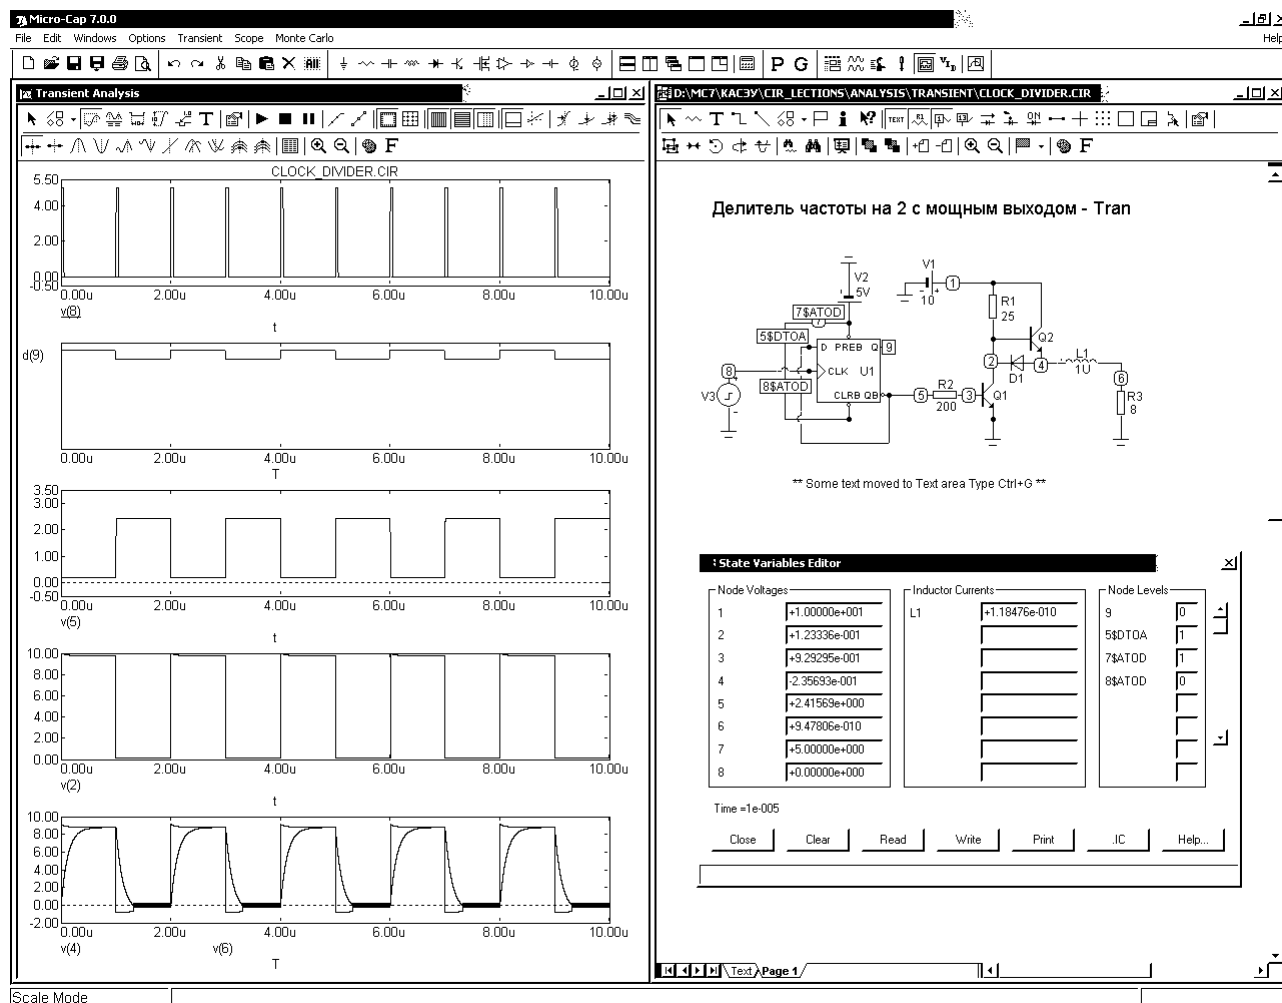 Micro-Cap 7.0.0
File Edit Windows Options Transient Scope Monte Carlo Help
P G
Transient Analysis
T
F
CLOCK_DIVIDER.CIR
5.50
4.00
2.00
0.00
-0.50
0.00u 2.00u 4.00u 6.00u 8.00u 10.00u
v(8)
t
d(9)
0.00u 2.00u 4.00u 6.00u 8.00u 10.00u
T
3.50
3.00
2.00
1.00
0.00
-0.50
0.00u 2.00u 4.00u 6.00u 8.00u 10.00u
v(5)
t
10.00
8.00
6.00
4.00
2.00
0.00
0.00u 2.00u 4.00u 6.00u 8.00u 10.00u
v(2)
t
10.00
8.00
6.00
4.00
2.00
0.00
-2.00
0.00u 2.00u 4.00u 6.00u 8.00u 10.00u
v(4) v(6)
T
D:\MC7\КАСЭУ\CIR_LECTIONS\ANALYSIS\TRANSIENT\CLOCK_DIVIDER.CIR
T TEXT
F
Делитель частоты на 2 с мощным выходом - Tran
V2
5V
V1
10
1
R1
25
7$ATOD
7
5$DTOA
D PREB Q
9
8
CLK U1
8$ATOD
CLRB QB
V3
5
R2
200
3
Q1
2
D1
Q2
4
L1
1U
6
R3
8
** Some text moved to Text area Type Ctrl+G **
State Variables Editor
Node Voltages Inductor Currents Node Levels
1 +1.00000e+001 L1 +1.18476e-010 9 0
2 +1.23336e-001 5$DTOA 1
3 +9.29295e-001 7$ATOD 1
4 -2.35693e-001 8$ATOD 0
5 +2.41569e+000
6 +9.47806e-010
7 +5.00000e+000
8 +0.00000e+000
Time =1e-005
Close Clear Read Write Print .IC Help...
Text Page 1
Scale Mode